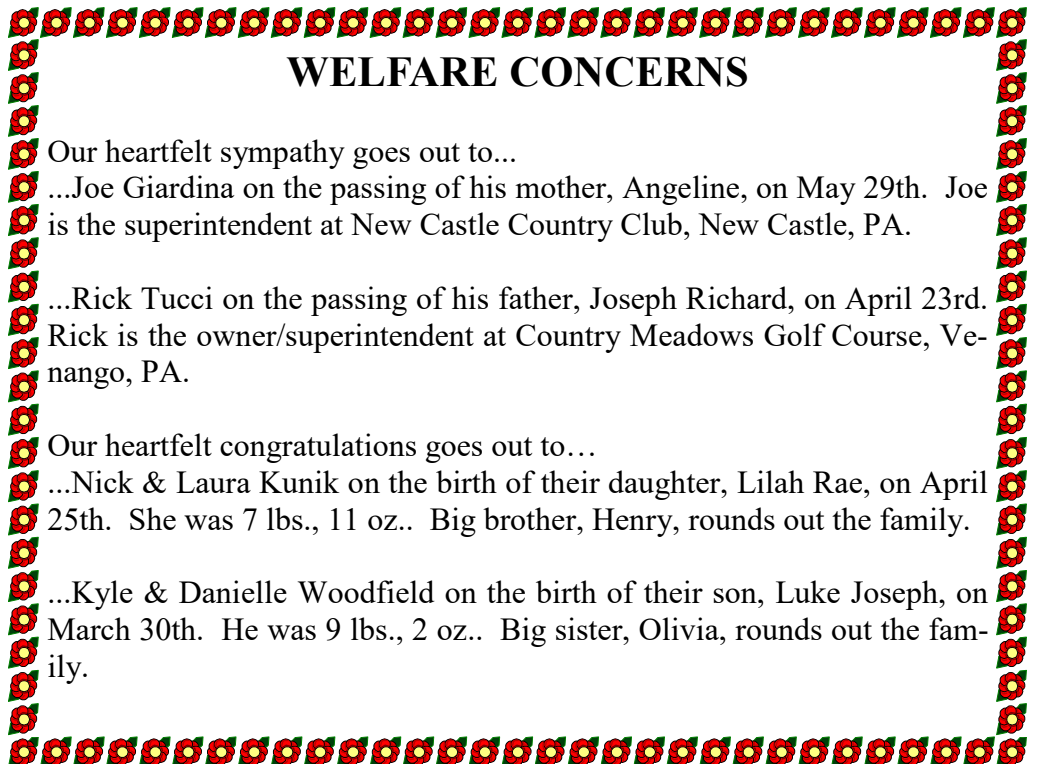 WELFARE CONCERNS
Our heartfelt sympathy goes out to...
...Joe Giardina on the passing of his mother, Angeline, on May 29th.  Joe
is the superintendent at New Castle Country Club, New Castle, PA.
...Rick Tucci on the passing of his father, Joseph Richard, on April 23rd.
Rick is the owner/superintendent at Country Meadows Golf Course, Ve-
nango, PA.
Our heartfelt congratulations goes out to…
...Nick & Laura Kunik on the birth of their daughter, Lilah Rae, on April
25th.  She was 7 lbs., 11 oz..  Big brother, Henry, rounds out the family.
...Kyle & Danielle Woodfield on the birth of their son, Luke Joseph, on
March 30th.  He was 9 lbs., 2 oz..  Big sister, Olivia, rounds out the fam-
ily.